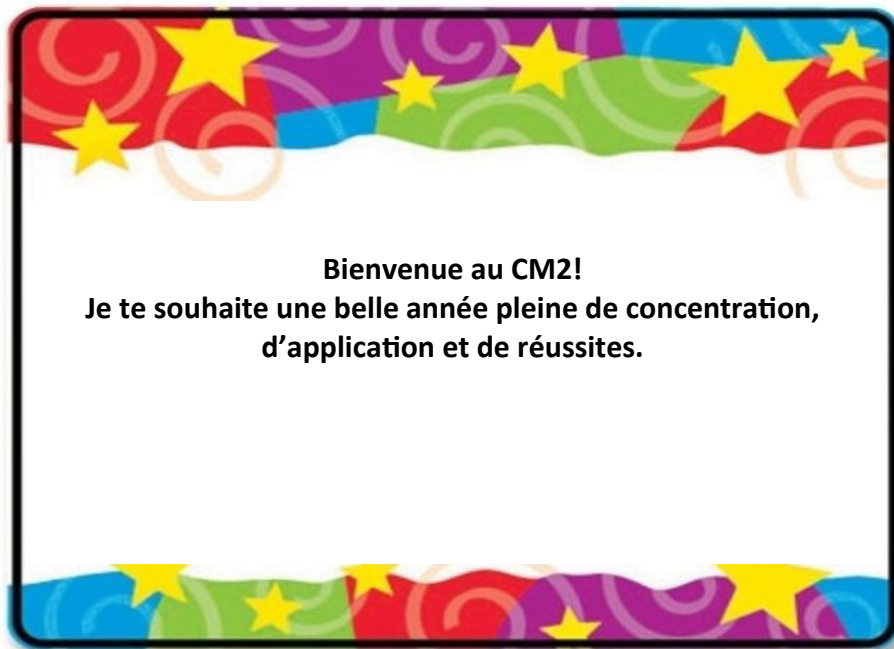 Bienvenue au CM2!
Je te souhaite une belle année pleine de concentration,
d’application et de réussites.